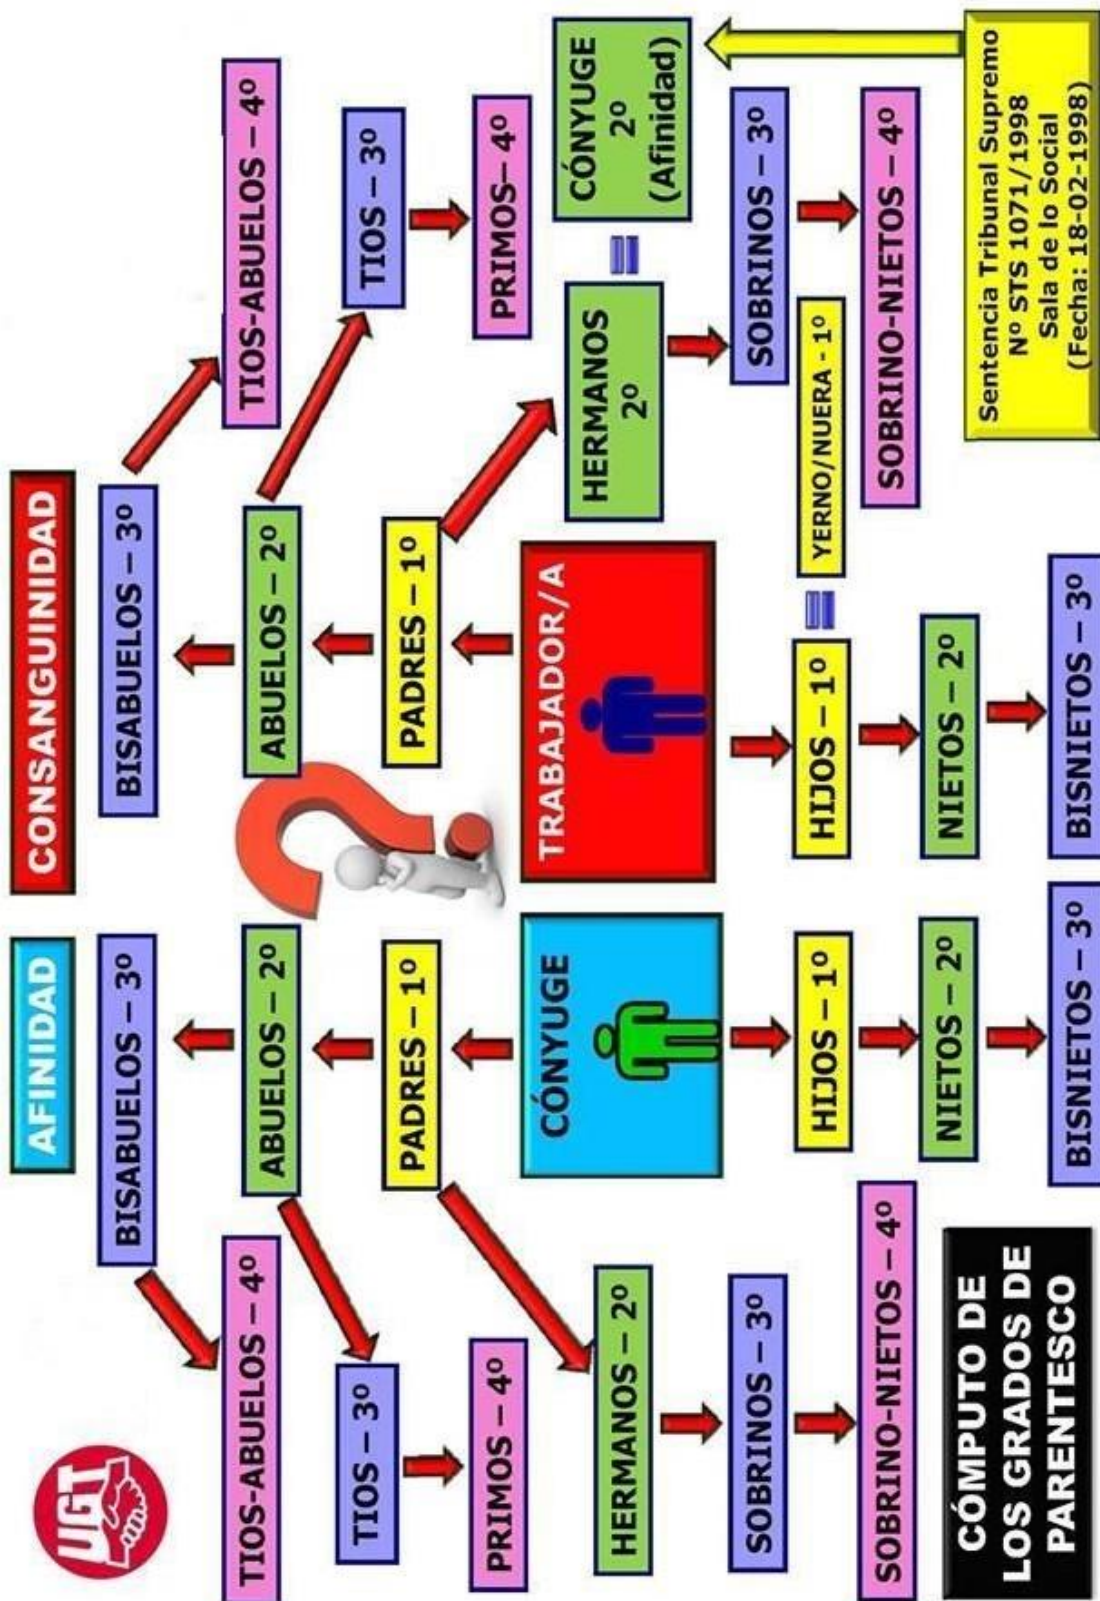 UGT
AFINIDAD
CONSANGUINIDAD
BISABUELOS – 3º
BISABUELOS – 3º
TIOS-ABUELOS – 4º
ABUELOS – 2º
ABUELOS – 2º
TIOS-ABUELOS – 4º
TIOS – 3º
PADRES – 1º
PADRES – 1º
TIOS – 3º
PRIMOS – 4º
PRIMOS– 4º
CÓNYUGE
TRABAJADOR/A
HERMANOS
2º
CÓNYUGE
2º
(Afinidad)
HERMANOS – 2º
SOBRINOS – 3º
HIJOS – 1º
HIJOS – 1º
YERNO/NUERA - 1º
SOBRINOS – 3º
SOBRINO-NIETOS – 4º
NIETOS – 2º
NIETOS – 2º
SOBRINO-NIETOS – 4º
BISNIETOS – 3º
BISNIETOS – 3º
CÓMPUTO DE
LOS GRADOS DE
PARENTESCO
Sentencia Tribunal Supremo
Nº STS 1071/1998
Sala de lo Social
(Fecha: 18-02-1998)